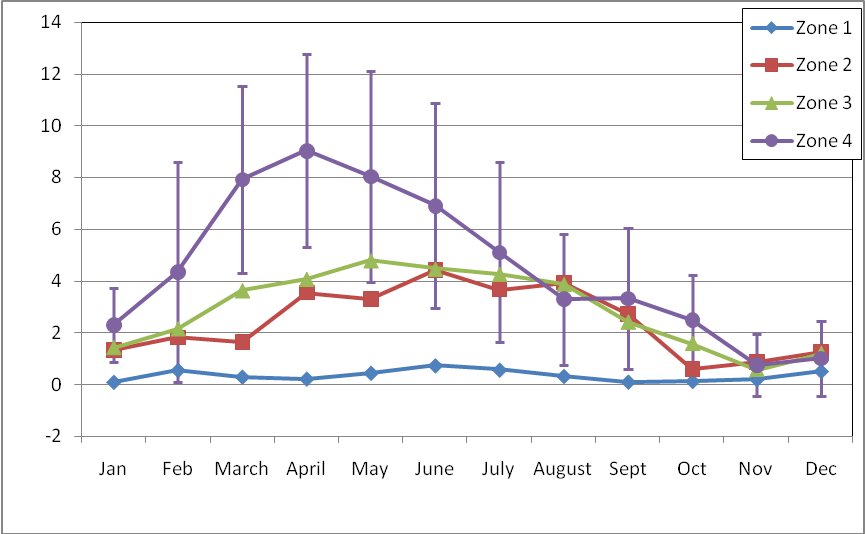 14
12
10
8
6
4
2
0
-2
Jan Feb March April May June July August Sept Oct Nov Dec
Zone 1
Zone 2
Zone 3
Zone 4